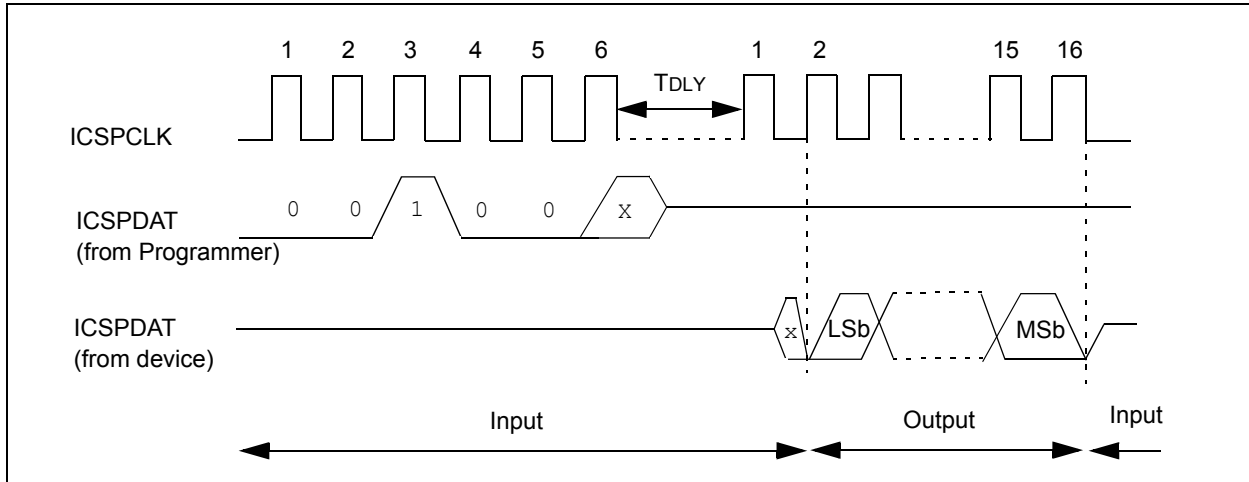 1 2 3 4 5 6 1 2 15 16
TDLY
ICSPCLK
0 0 1 0 0 x
ICSPDAT
(from Programmer)
ICSPDAT
(from device)
x LSb MSb
Input Output Input